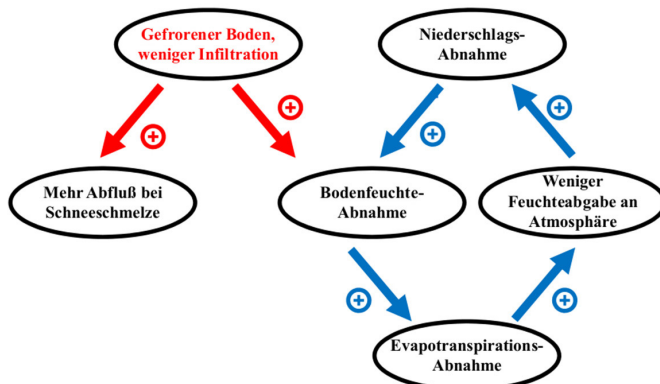 Gefrorener Boden,
weniger Infiltration
Niederschlags-
Abnahme
Mehr Abfluß bei
Schneeschmelze
Bodenfeuchte-
Abnahme
Weniger
Feuchteabgabe an
Atmosphäre
Evapotranspirations-
Abnahme